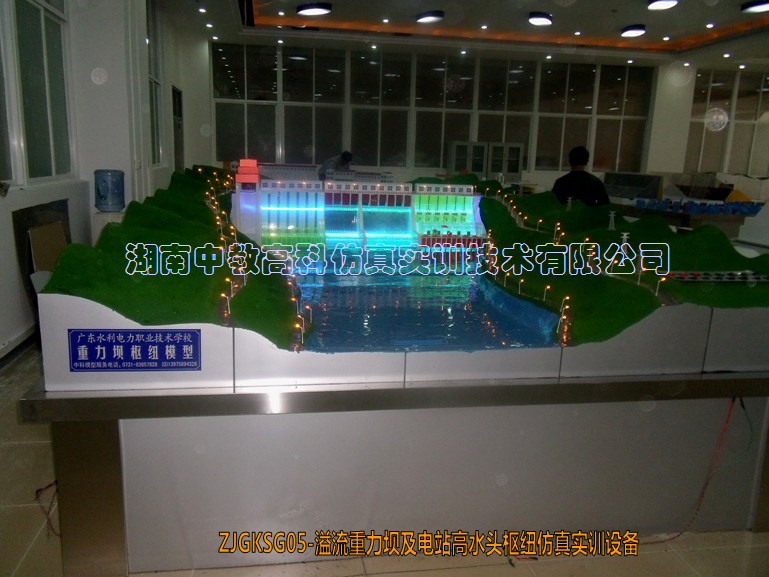 湖南中教高科仿真实训技术有限公司
广东水利电力职业技术学校
重力坝枢纽模型
ZJGKSG05-溢流重力坝及电站高水头枢纽仿真实训设备